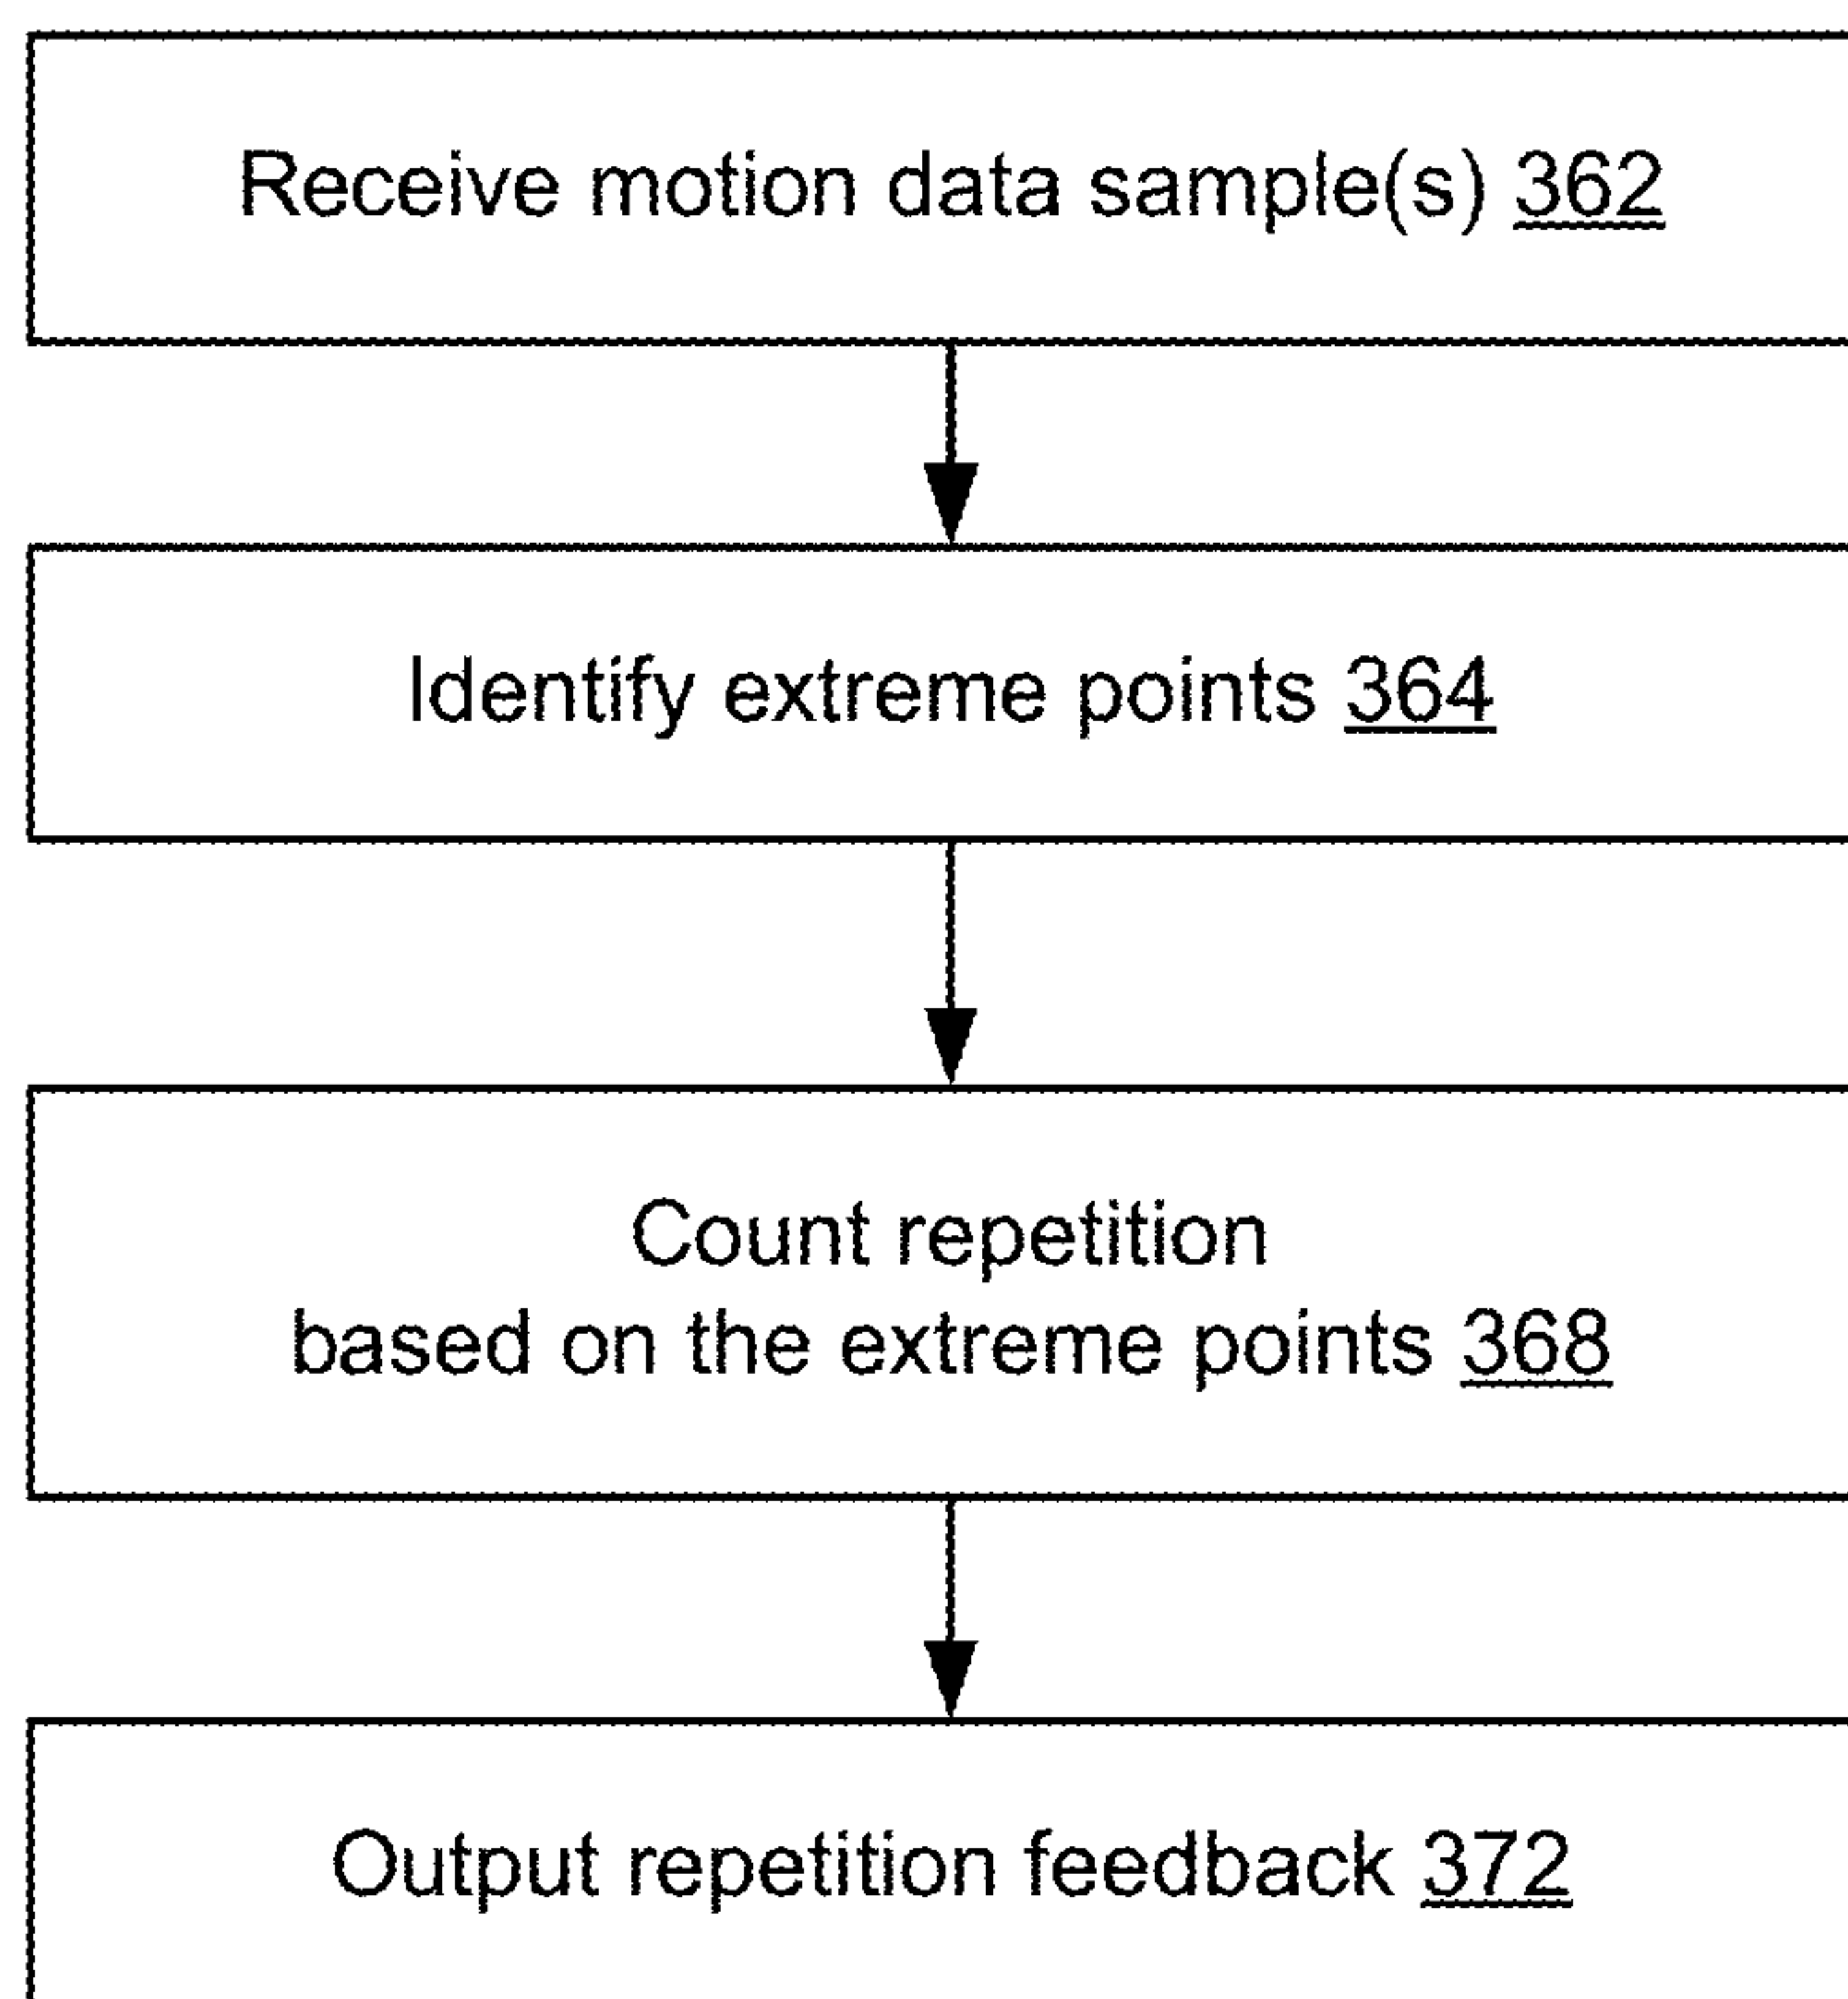 Receive motion data sample(s) 362
Identify extreme points 364
Count repetition
based on the extreme points 368
Output repetition feedback 372